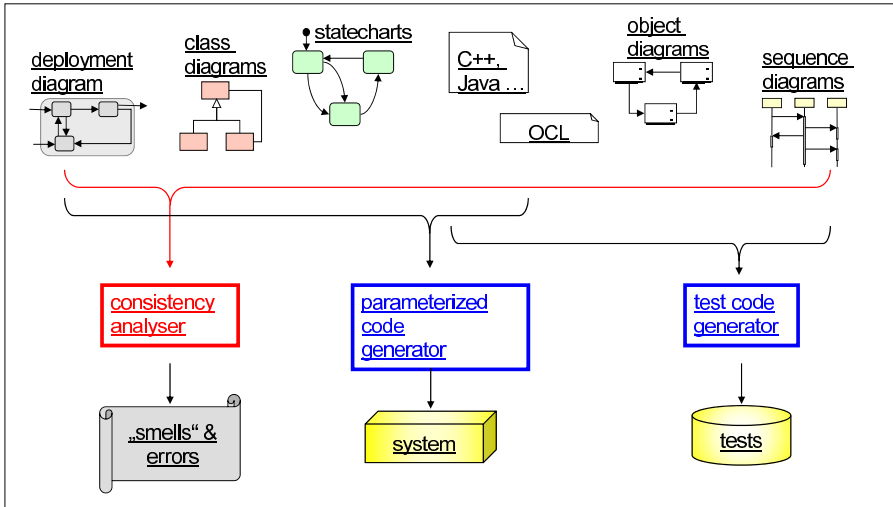 deployment
diagram
class
diagrams
statecharts
C++,
Java ...
OCL
object
diagrams
sequence
diagrams
consistency
analyser
parameterized
code
generator
test code
generator
„smells“ &
errors
system
tests